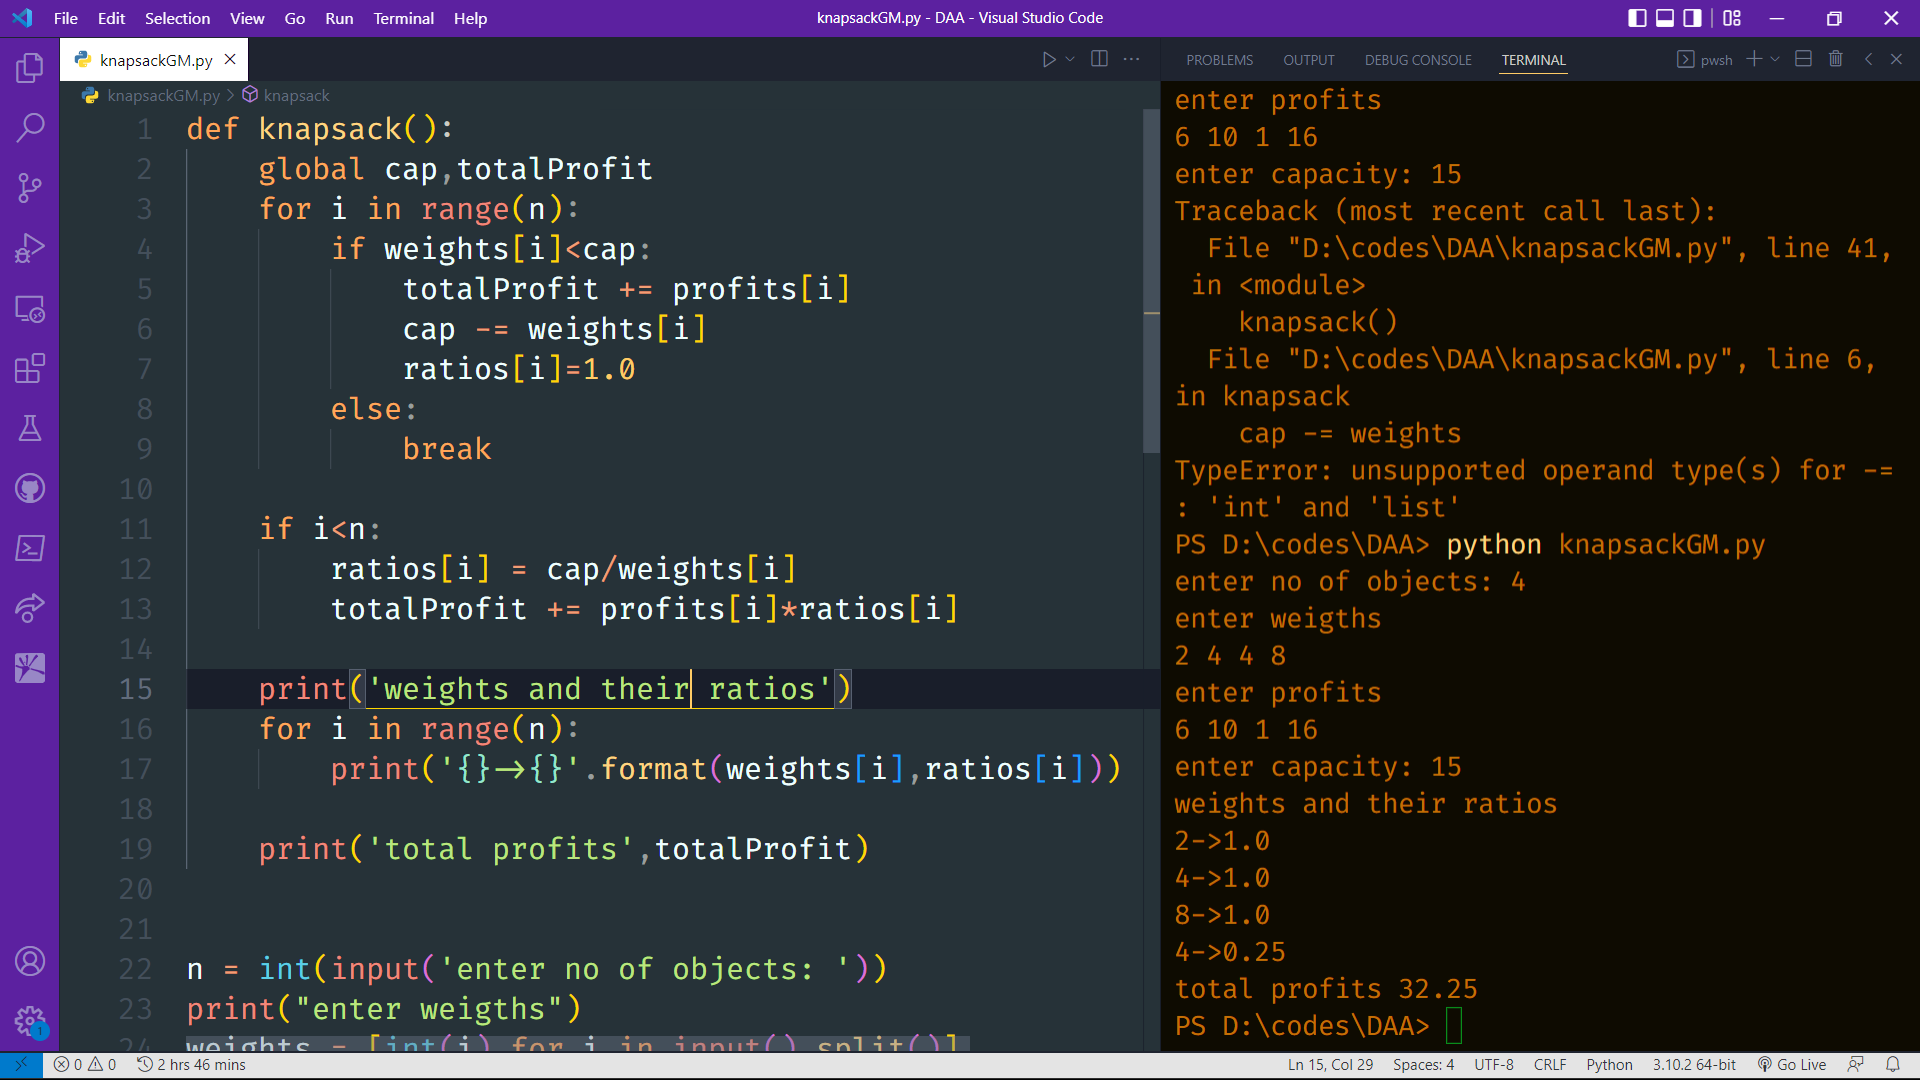 File Edit Selection View Go Run Terminal Help
knapsackGM.py - DAA - Visual Studio Code
knapsackGM.py
knapsackGM.py > knapsack
1 def knapsack():
2 global cap,totalProfit
3 for i in range(n):
4 if weights[i]<cap:
5 totalProfit += profits[i]
6 cap -= weights[i]
7 ratios[i]=1.0
8 else:
9 break
10
11 if i<n:
12 ratios[i] = cap/weights[i]
13 totalProfit += profits[i]*ratios[i]
14
15 print('weights and their ratios')
16 for i in range(n):
17 print('{}->{}'.format(weights[i],ratios[i]))
18
19 print('total profits',totalProfit)
20
21
22 n = int(input('enter no of objects: '))
23 print("enter weigths")
24 weights = [int(i) for i in input().split()]
PROBLEMS OUTPUT DEBUG CONSOLE TERMINAL
pwsh
enter profits
6 10 1 16
enter capacity: 15
Traceback (most recent call last):
File "D:\codes\DAA\knapsackGM.py", line 41,
in <module>
knapsack()
File "D:\codes\DAA\knapsackGM.py", line 6,
in knapsack
cap -= weights
TypeError: unsupported operand type(s) for -=
: 'int' and 'list'
PS D:\codes\DAA> python knapsackGM.py
enter no of objects: 4
enter weigths
2 4 4 8
enter profits
6 10 1 16
enter capacity: 15
weights and their ratios
2->1.0
4->1.0
8->1.0
4->0.25
total profits 32.25
PS D:\codes\DAA>
1
0 0 2 hrs 46 mins
Ln 15, Col 29 Spaces: 4 UTF-8 CRLF Python 3.10.2 64-bit Go Live